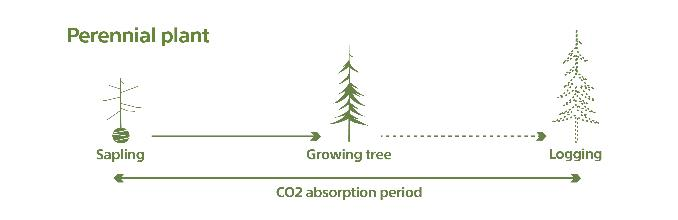 Perennial plant
Sapling
Growing tree
Logging
CO2 absorption period